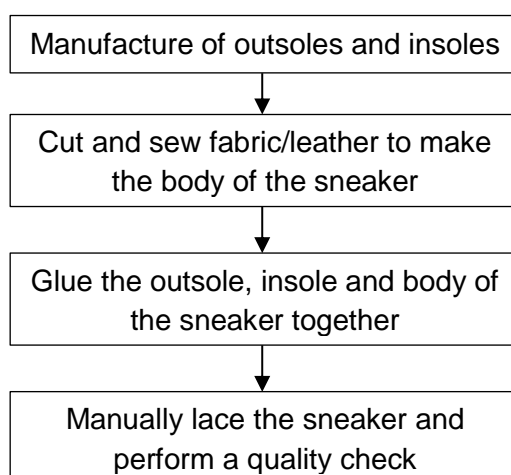 Manufacture of outsoles and insoles
Cut and sew fabric/leather to make
the body of the sneaker
Glue the outsole, insole and body of
the sneaker together
Manually lace the sneaker and
perform a quality check